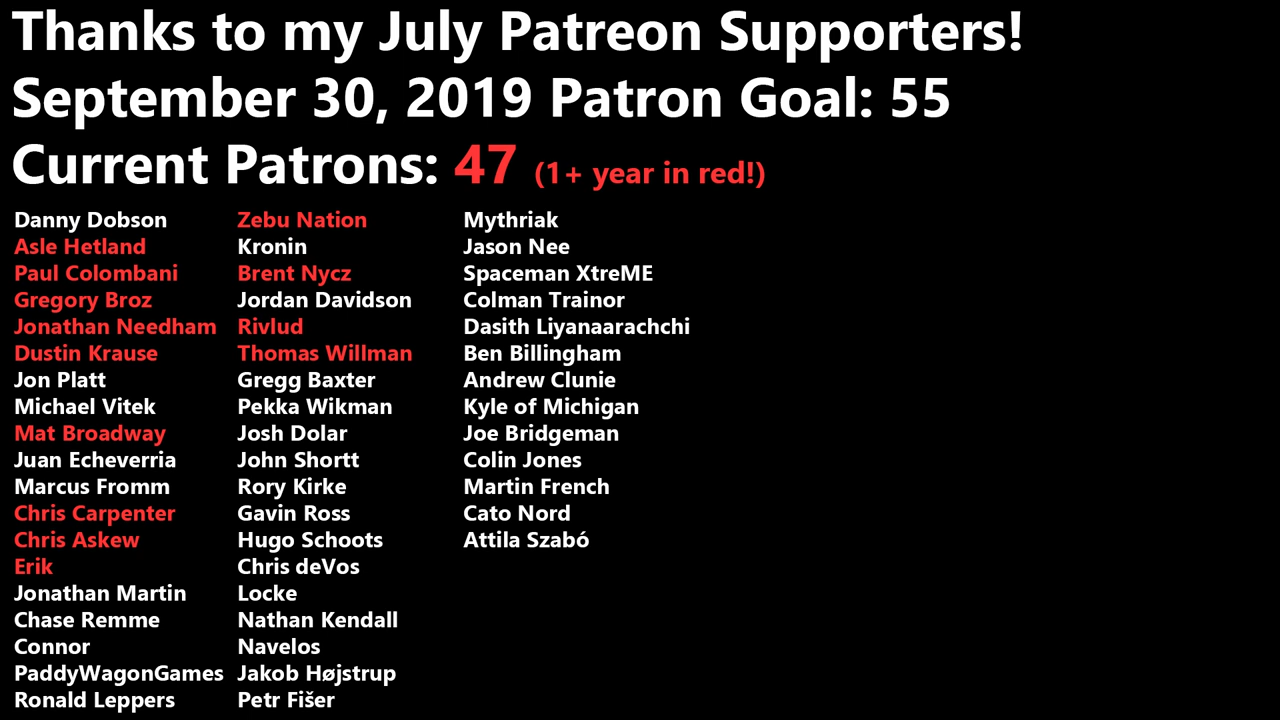 Thanks to my July Patreon Supporters!
September 30, 2019 Patron Goal: 55
Current Patrons: 47 (1+ year in red!)
Danny Dobson
Asle Hetland
Paul Colombani
Gregory Broz
Jonathan Needham
Dustin Krause
Jon Platt
Michael Vitek
Mat Broadway
Juan Echeverria
Marcus Fromm
Chris Carpenter
Chris Askew
Erik
Jonathan Martin
Chase Remme
Connor
PaddyWagonGames
Ronald Leppers
Zebu Nation
Kronin
Brent Nycz
Jordan Davidson
Rivlud
Thomas Willman
Gregg Baxter
Pekka Wikman
Josh Dolar
John Shortt
Rory Kirke
Gavin Ross
Hugo Schoots
Chris deVos
Locke
Nathan Kendall
Navelos
Jakob Højstrup
Petr Fišer
Mythriak
Jason Nee
Spaceman XtreME
Colman Trainor
Dasith Liyanaarachchi
Ben Billingham
Andrew Clunie
Kyle of Michigan
Joe Bridgeman
Colin Jones
Martin French
Cato Nord
Attila Szabó